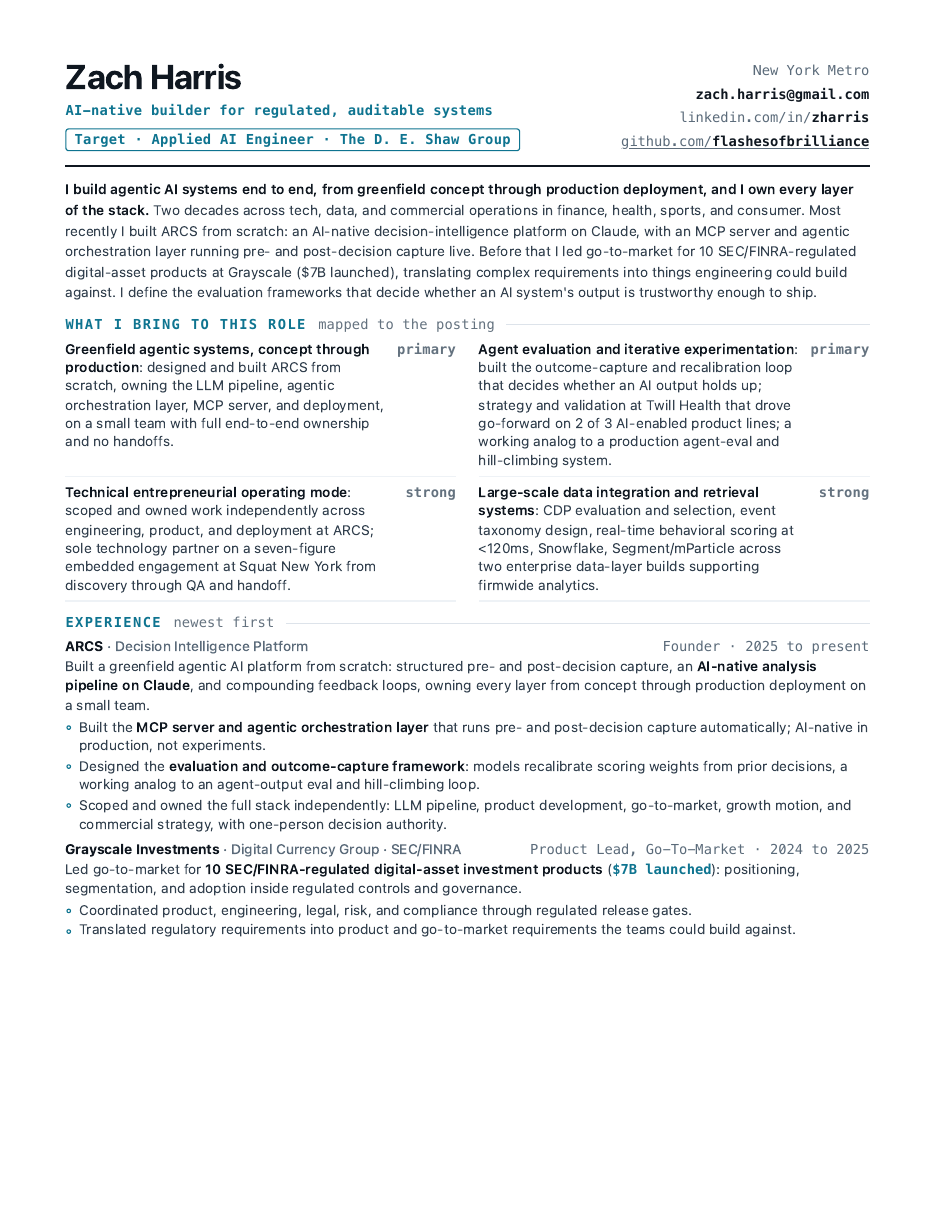 Zach Harris
AI−native builder for regulated, auditable systems
Target · Applied AI Engineer · The D. E. Shaw Group
New York Metro
zach.harris@gmail.com
linkedin.com/in/zharris
github.com/flashesofbrilliance
I build agentic AI systems end to end, from greenfield concept through production deployment, and I own every layer
of the stack. Two decades across tech, data, and commercial operations in finance, health, sports, and consumer. Most
recently I built ARCS from scratch: an AI-native decision-intelligence platform on Claude, with an MCP server and agentic
orchestration layer running pre- and post-decision capture live. Before that I led go-to-market for 10 SEC/FINRA-regulated
digital-asset products at Grayscale ($7B launched), translating complex requirements into things engineering could build
against. I define the evaluation frameworks that decide whether an AI system's output is trustworthy enough to ship.
WHAT I BRING TO THIS ROLE mapped to the posting
Greenfield agentic systems, concept through primary
production: designed and built ARCS from
scratch, owning the LLM pipeline, agentic
orchestration layer, MCP server, and deployment,
on a small team with full end-to-end ownership
and no handoffs.
Agent evaluation and iterative experimentation: primary
built the outcome-capture and recalibration loop
that decides whether an AI output holds up;
strategy and validation at Twill Health that drove
go-forward on 2 of 3 AI-enabled product lines; a
working analog to a production agent-eval and
hill-climbing system.
Technical entrepreneurial operating mode: strong
scoped and owned work independently across
engineering, product, and deployment at ARCS;
sole technology partner on a seven-figure
embedded engagement at Squat New York from
discovery through QA and handoff.
Large-scale data integration and retrieval strong
systems: CDP evaluation and selection, event
taxonomy design, real-time behavioral scoring at
<120ms, Snowflake, Segment/mParticle across
two enterprise data-layer builds supporting
firmwide analytics.
EXPERIENCE newest first
ARCS · Decision Intelligence Platform Founder · 2025 to present
Built a greenfield agentic AI platform from scratch: structured pre- and post-decision capture, an AI-native analysis
pipeline on Claude, and compounding feedback loops, owning every layer from concept through production deployment on
a small team.
∘ Built the MCP server and agentic orchestration layer that runs pre- and post-decision capture automatically; AI-native in
production, not experiments.
∘ Designed the evaluation and outcome-capture framework: models recalibrate scoring weights from prior decisions, a
working analog to an agent-output eval and hill-climbing loop.
∘ Scoped and owned the full stack independently: LLM pipeline, product development, go-to-market, growth motion, and
commercial strategy, with one-person decision authority.
Grayscale Investments · Digital Currency Group · SEC/FINRA Product Lead, Go−To−Market · 2024 to 2025
Led go-to-market for 10 SEC/FINRA-regulated digital-asset investment products ($7B launched): positioning,
segmentation, and adoption inside regulated controls and governance.
∘ Coordinated product, engineering, legal, risk, and compliance through regulated release gates.
∘ Translated regulatory requirements into product and go-to-market requirements the teams could build against.